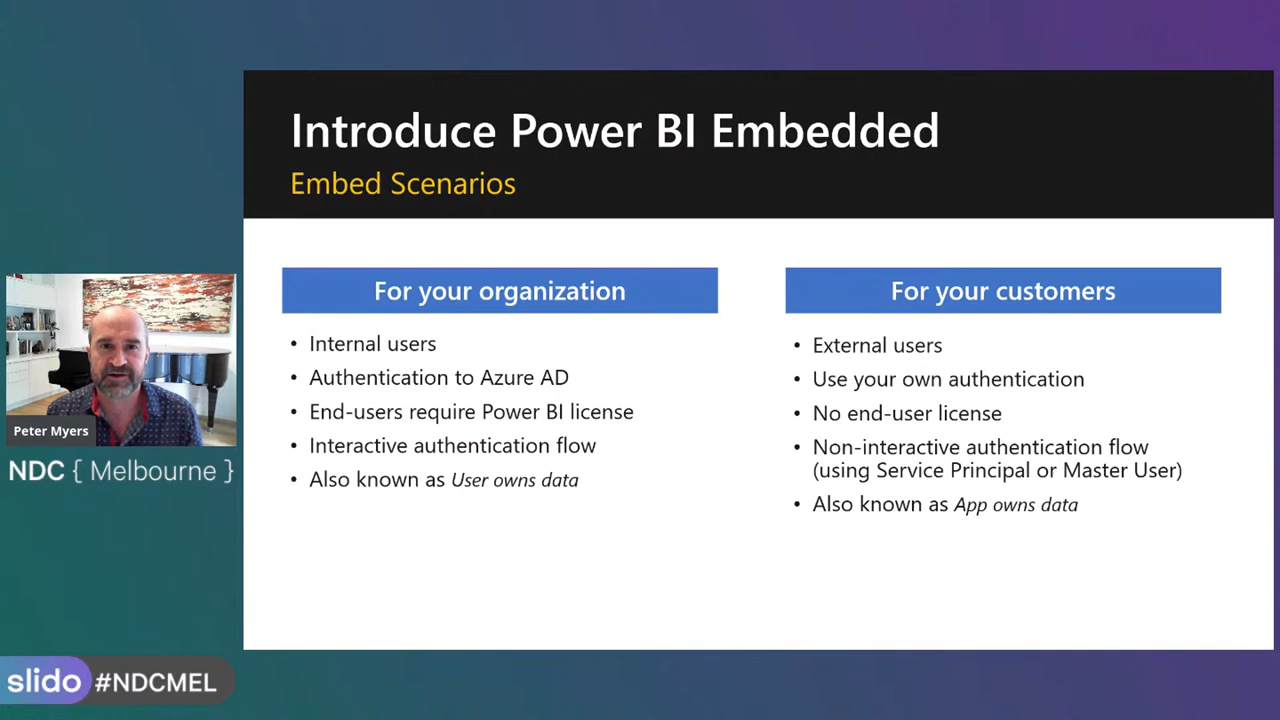 Introduce Power BI Embedded
Embed Scenarios
For your organization
• Internal users
• Authentication to Azure AD
• End-users require Power BI license
• Interactive authentication flow
• Also known as User owns data
For your customers
• External users
• Use your own authentication
• No end-user license
• Non-interactive authentication flow
(using Service Principal or Master User)
• Also known as App owns data
Peter Myers
NDC { Melbourne }
slido #NDCMEL